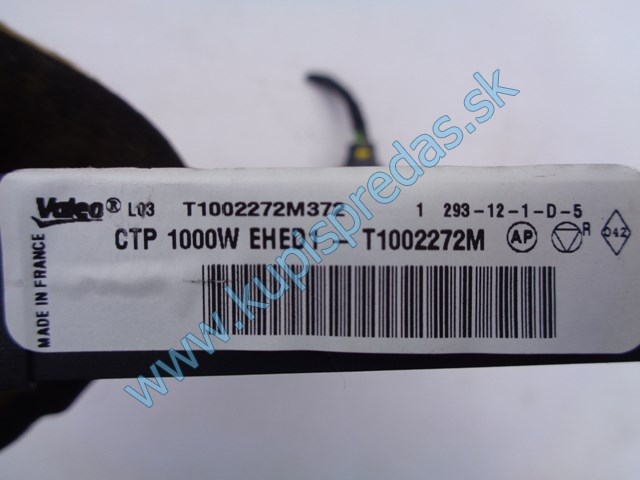 Valeo® L03 T1002272M372 1 293-12-1-D-5
CTP 1000W EHED1 - T1002272M AP R 042
MADE IN FRANCE
www.kupispredas.sk